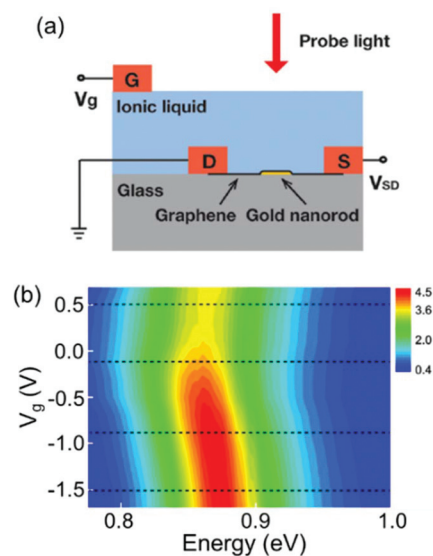 (a)
Probe light
G
Vg
Ionic liquid
D
S
VSD
Glass
Graphene
Gold nanorod
(b)
4.5
3.6
2.4
0.4
0.5
0.0
-0.5
-1.0
-1.5
Vg (V)
0.8
0.9
1.0
Energy (eV)